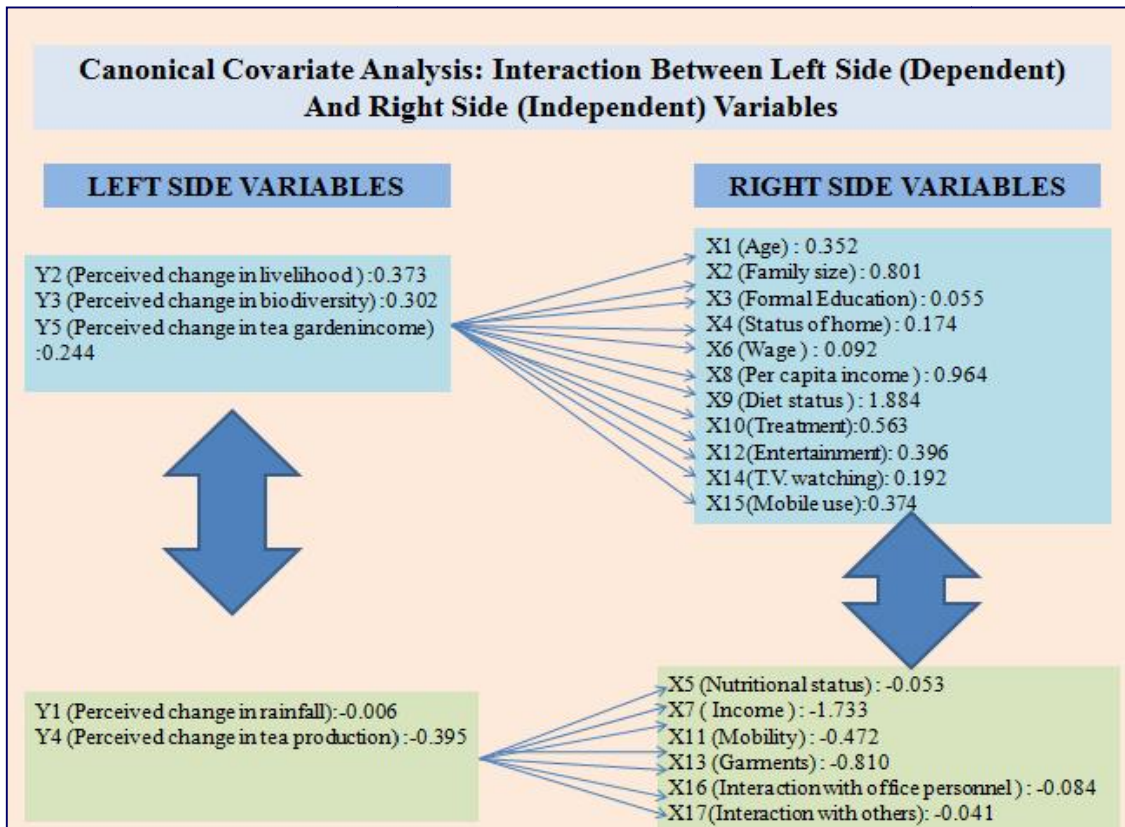 Canonical Covariate Analysis: Interaction Between Left Side (Dependent)
And Right Side (Independent) Variables
LEFT SIDE VARIABLES
Y2 (Perceived change in livelihood ) :0.373
Y3 (Perceived change in biodiversity) :0.302
Y5 (Perceived change in tea gardenincome)
:0.244
Y1 (Perceived change in rainfall):-0.006
Y4 (Perceived change in tea production) :-0.395
RIGHT SIDE VARIABLES
X1 (Age) : 0.352
X2 (Family size) : 0.801
X3 (Formal Education) : 0.055
X4 (Status of home) : 0.174
X6 (Wage ) : 0.092
X8 (Per capita income ) : 0.964
X9 (Diet status ) : 1.884
X10 (Treatment):0.563
X12(Entertainment): 0.396
X14(T.V. watching): 0.192
X15(Mobile use):0.374
X5 (Nutritional status) : -0.053
X7 ( Income ) : -1.733
X11 (Mobility) : -0.472
X13 (Garments) : -0.810
X16 (Interaction with office personnel ) : -0.084
X17(Interaction with others): -0.041